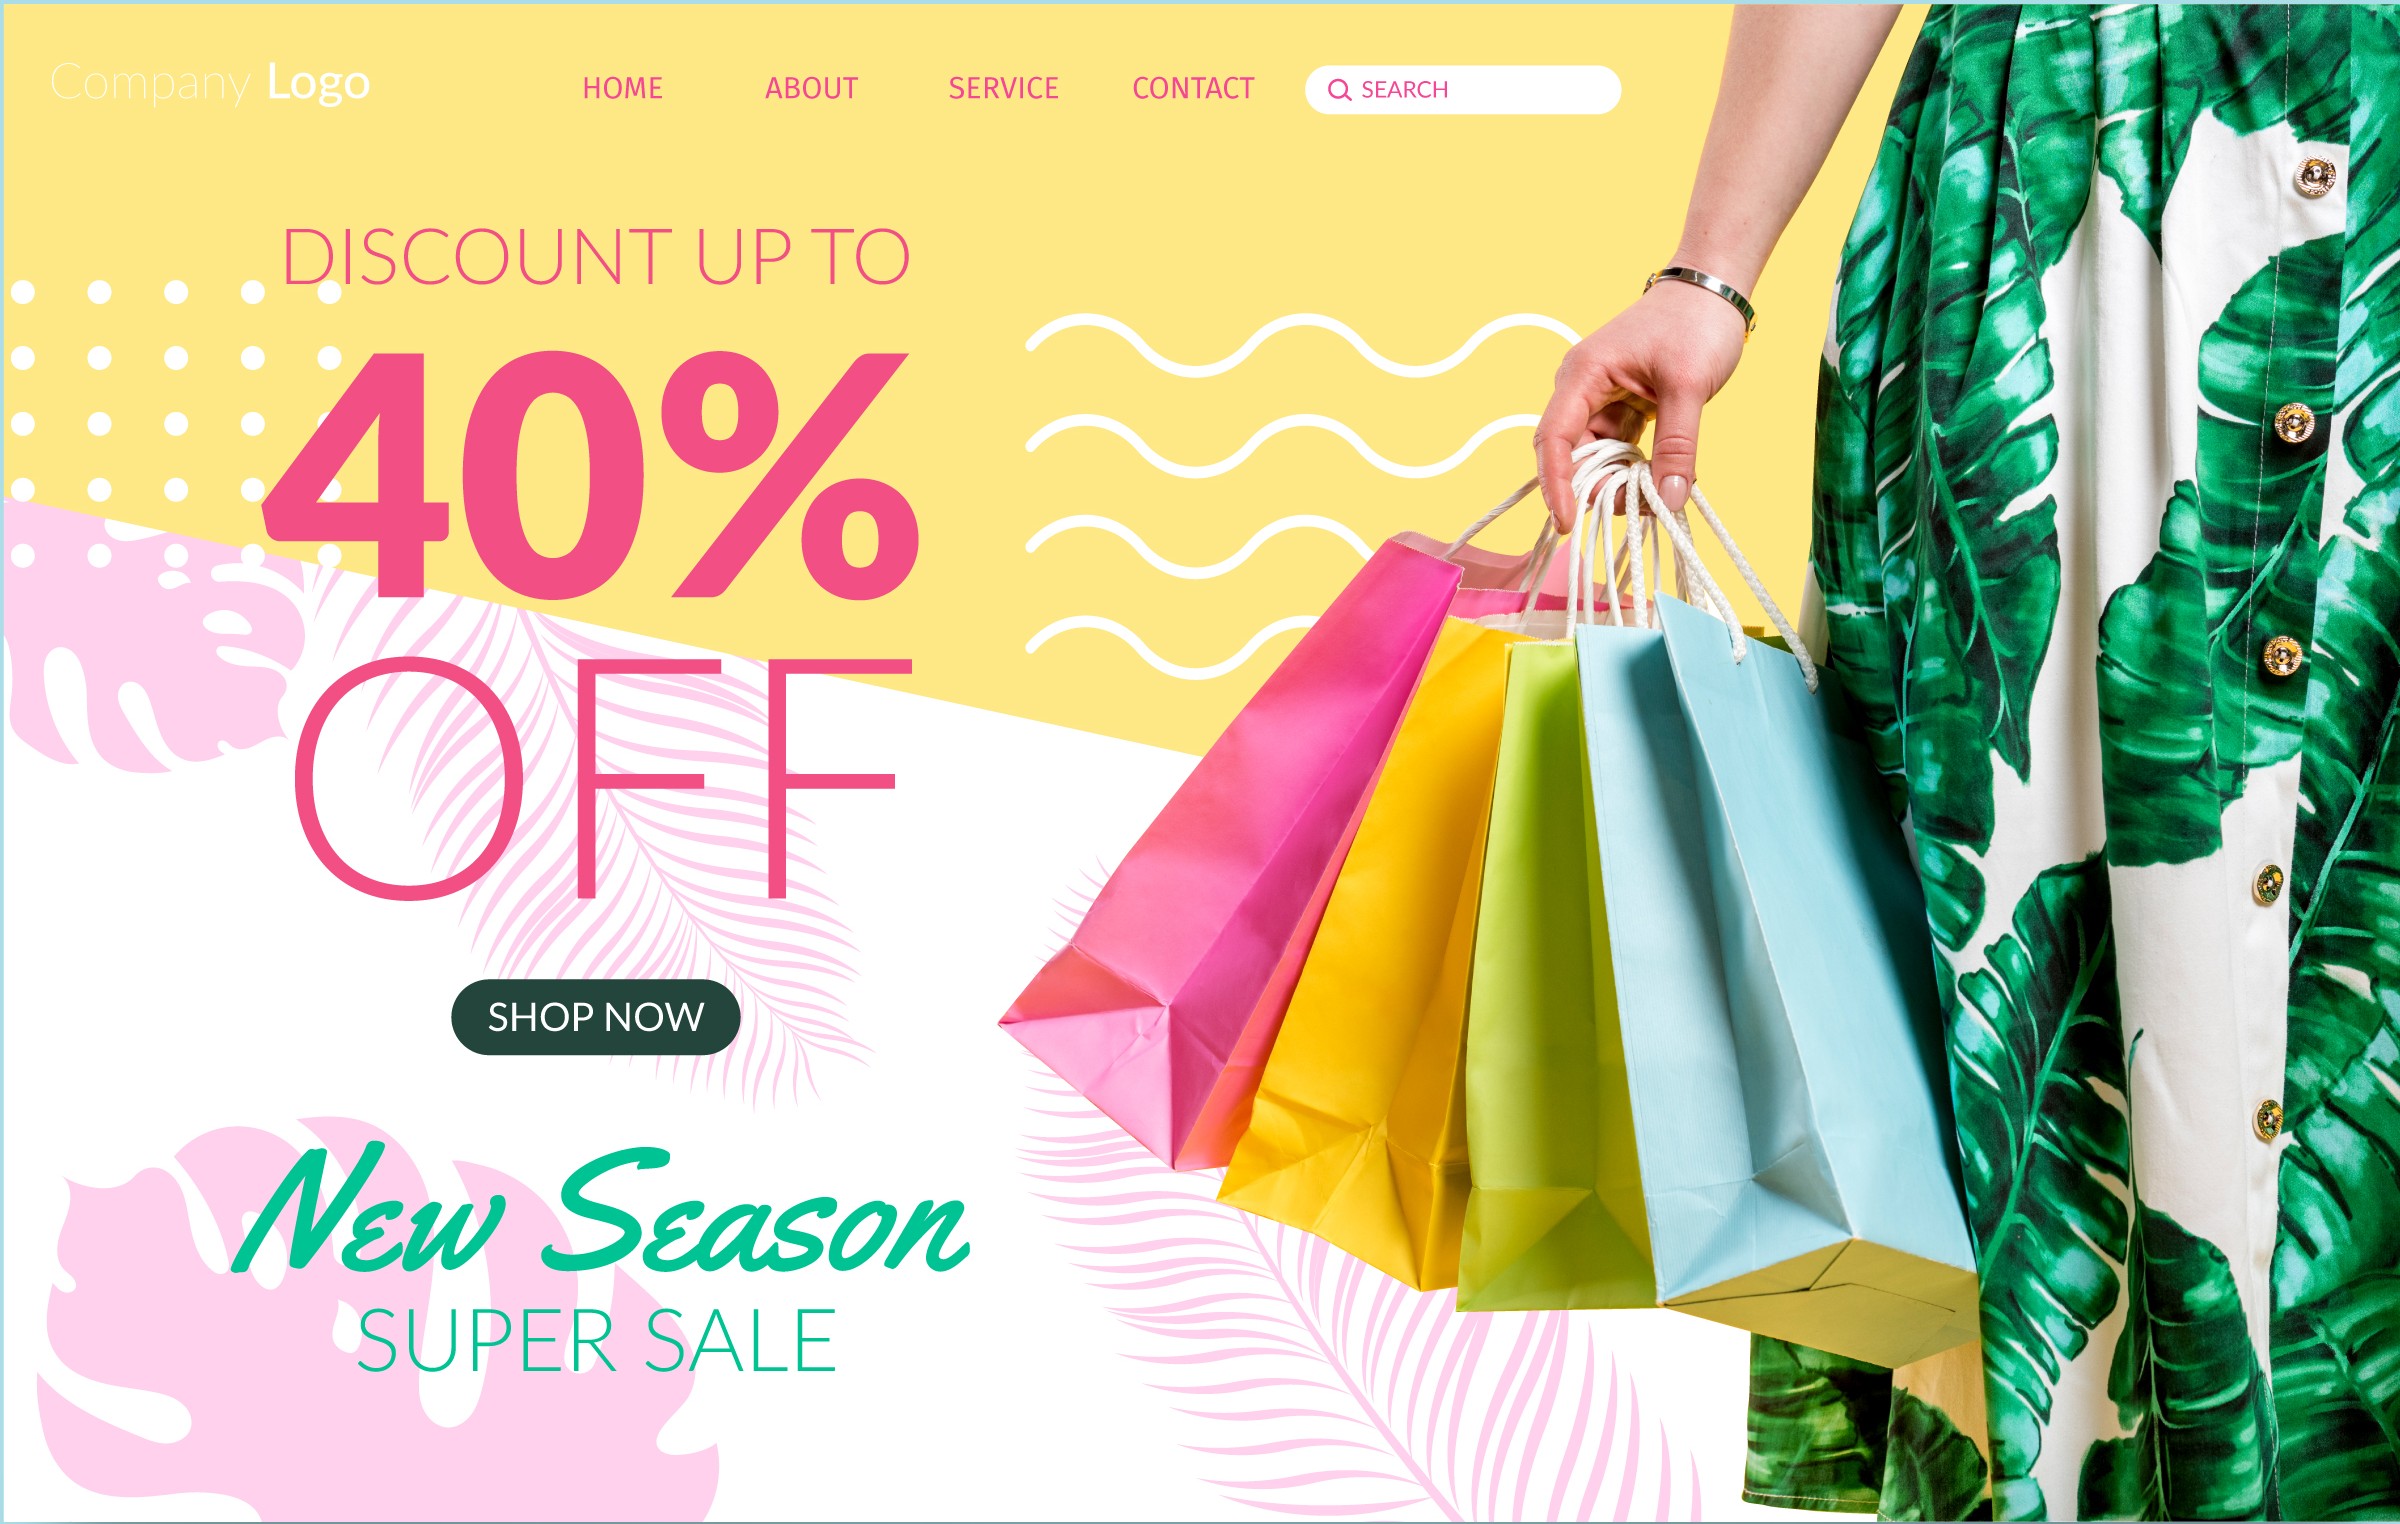 Company Logo
HOME ABOUT SERVICE CONTACT SEARCH
DISCOUNT UP TO
40%
OFF
SHOP NOW
New Season
SUPER SALE